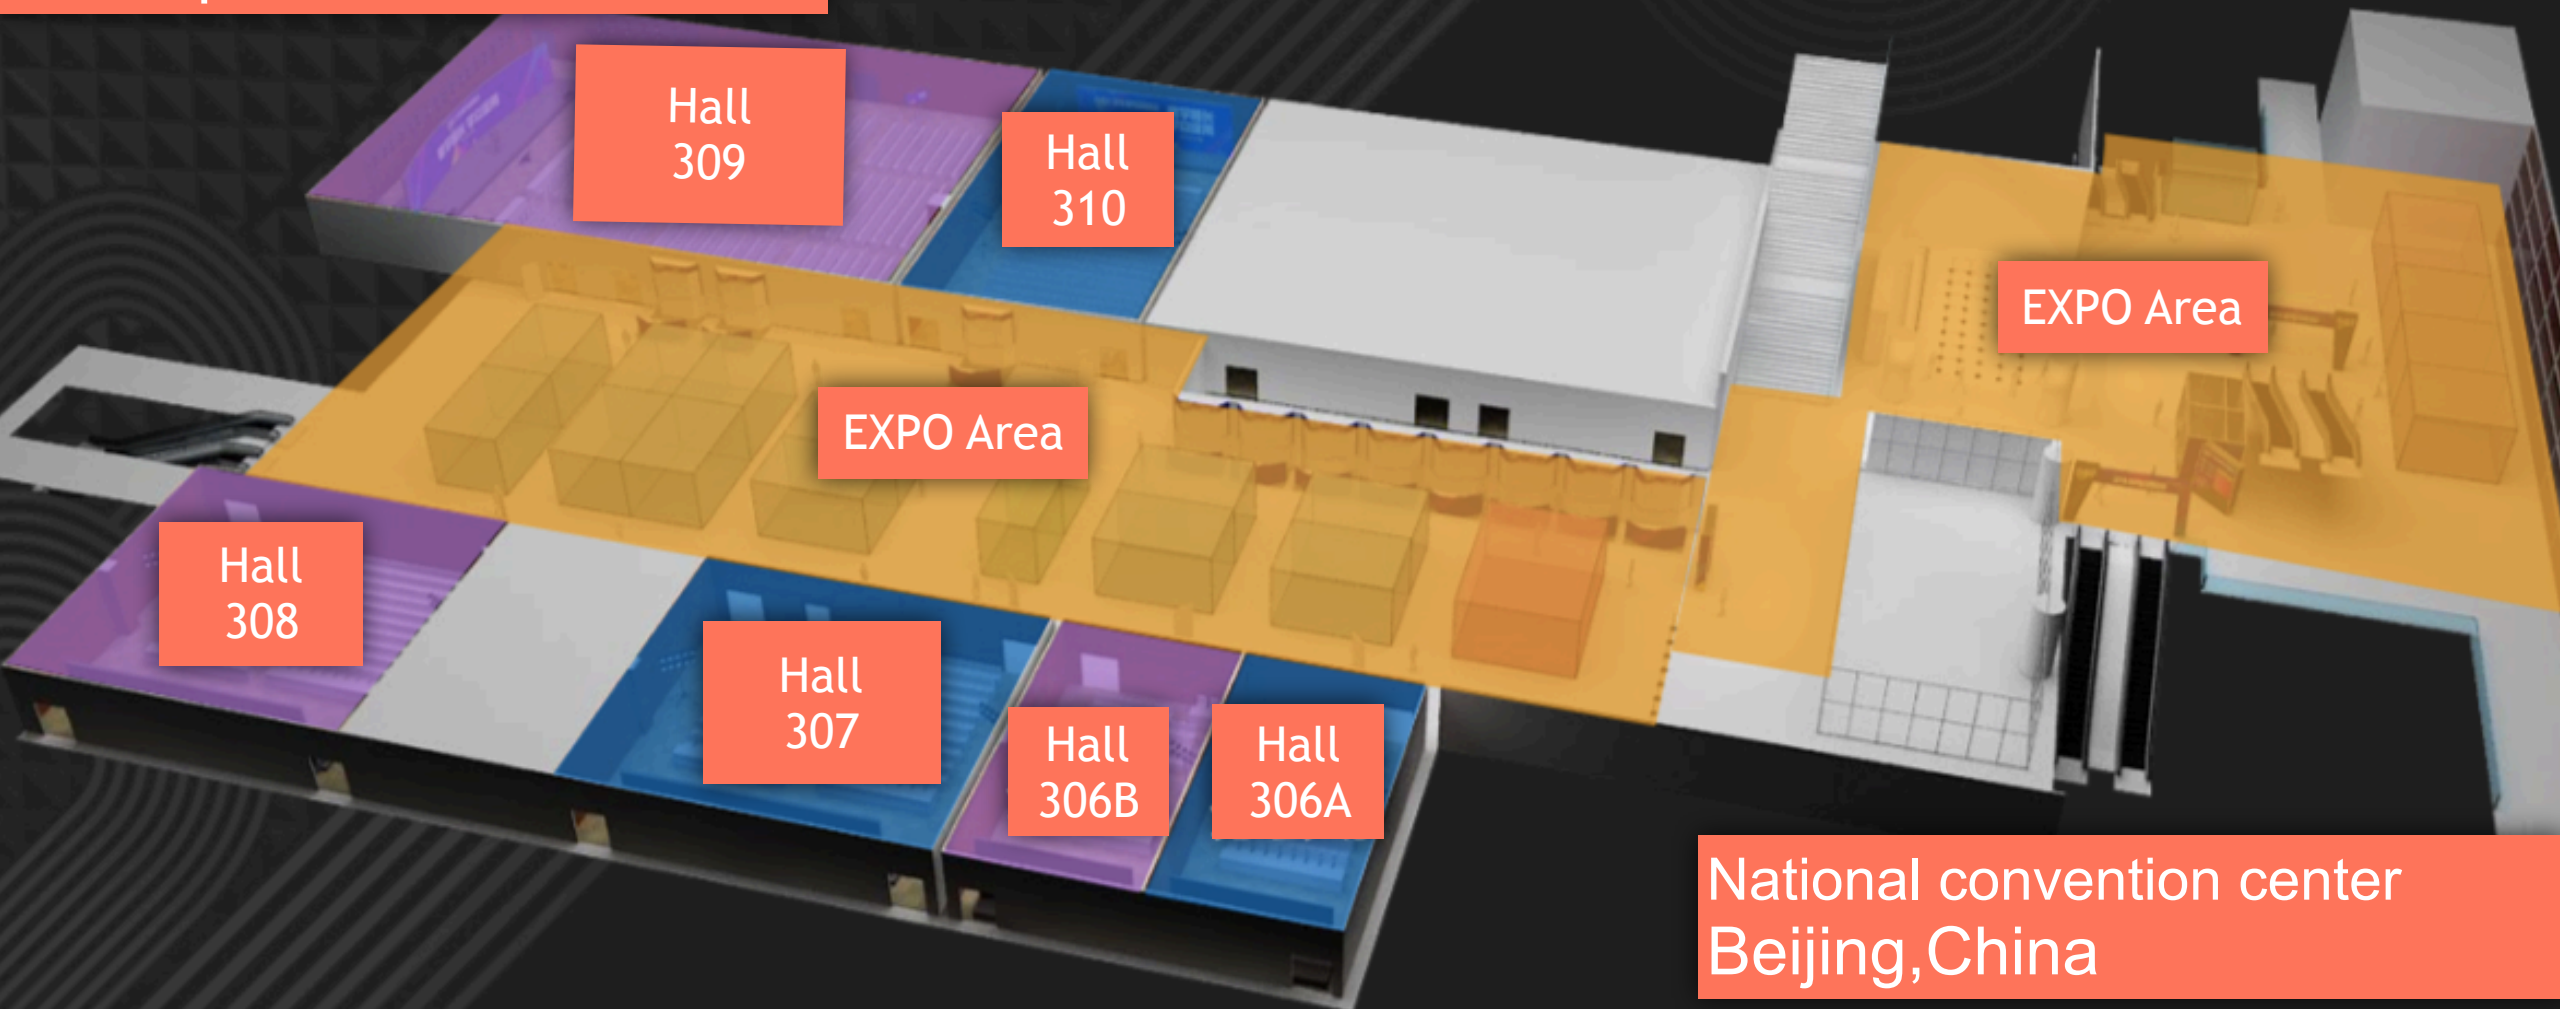 Hall
309
Hall
310
EXPO Area
EXPO Area
Hall
308
Hall
307
Hall
306B
Hall
306A
National convention center
Beijing,China